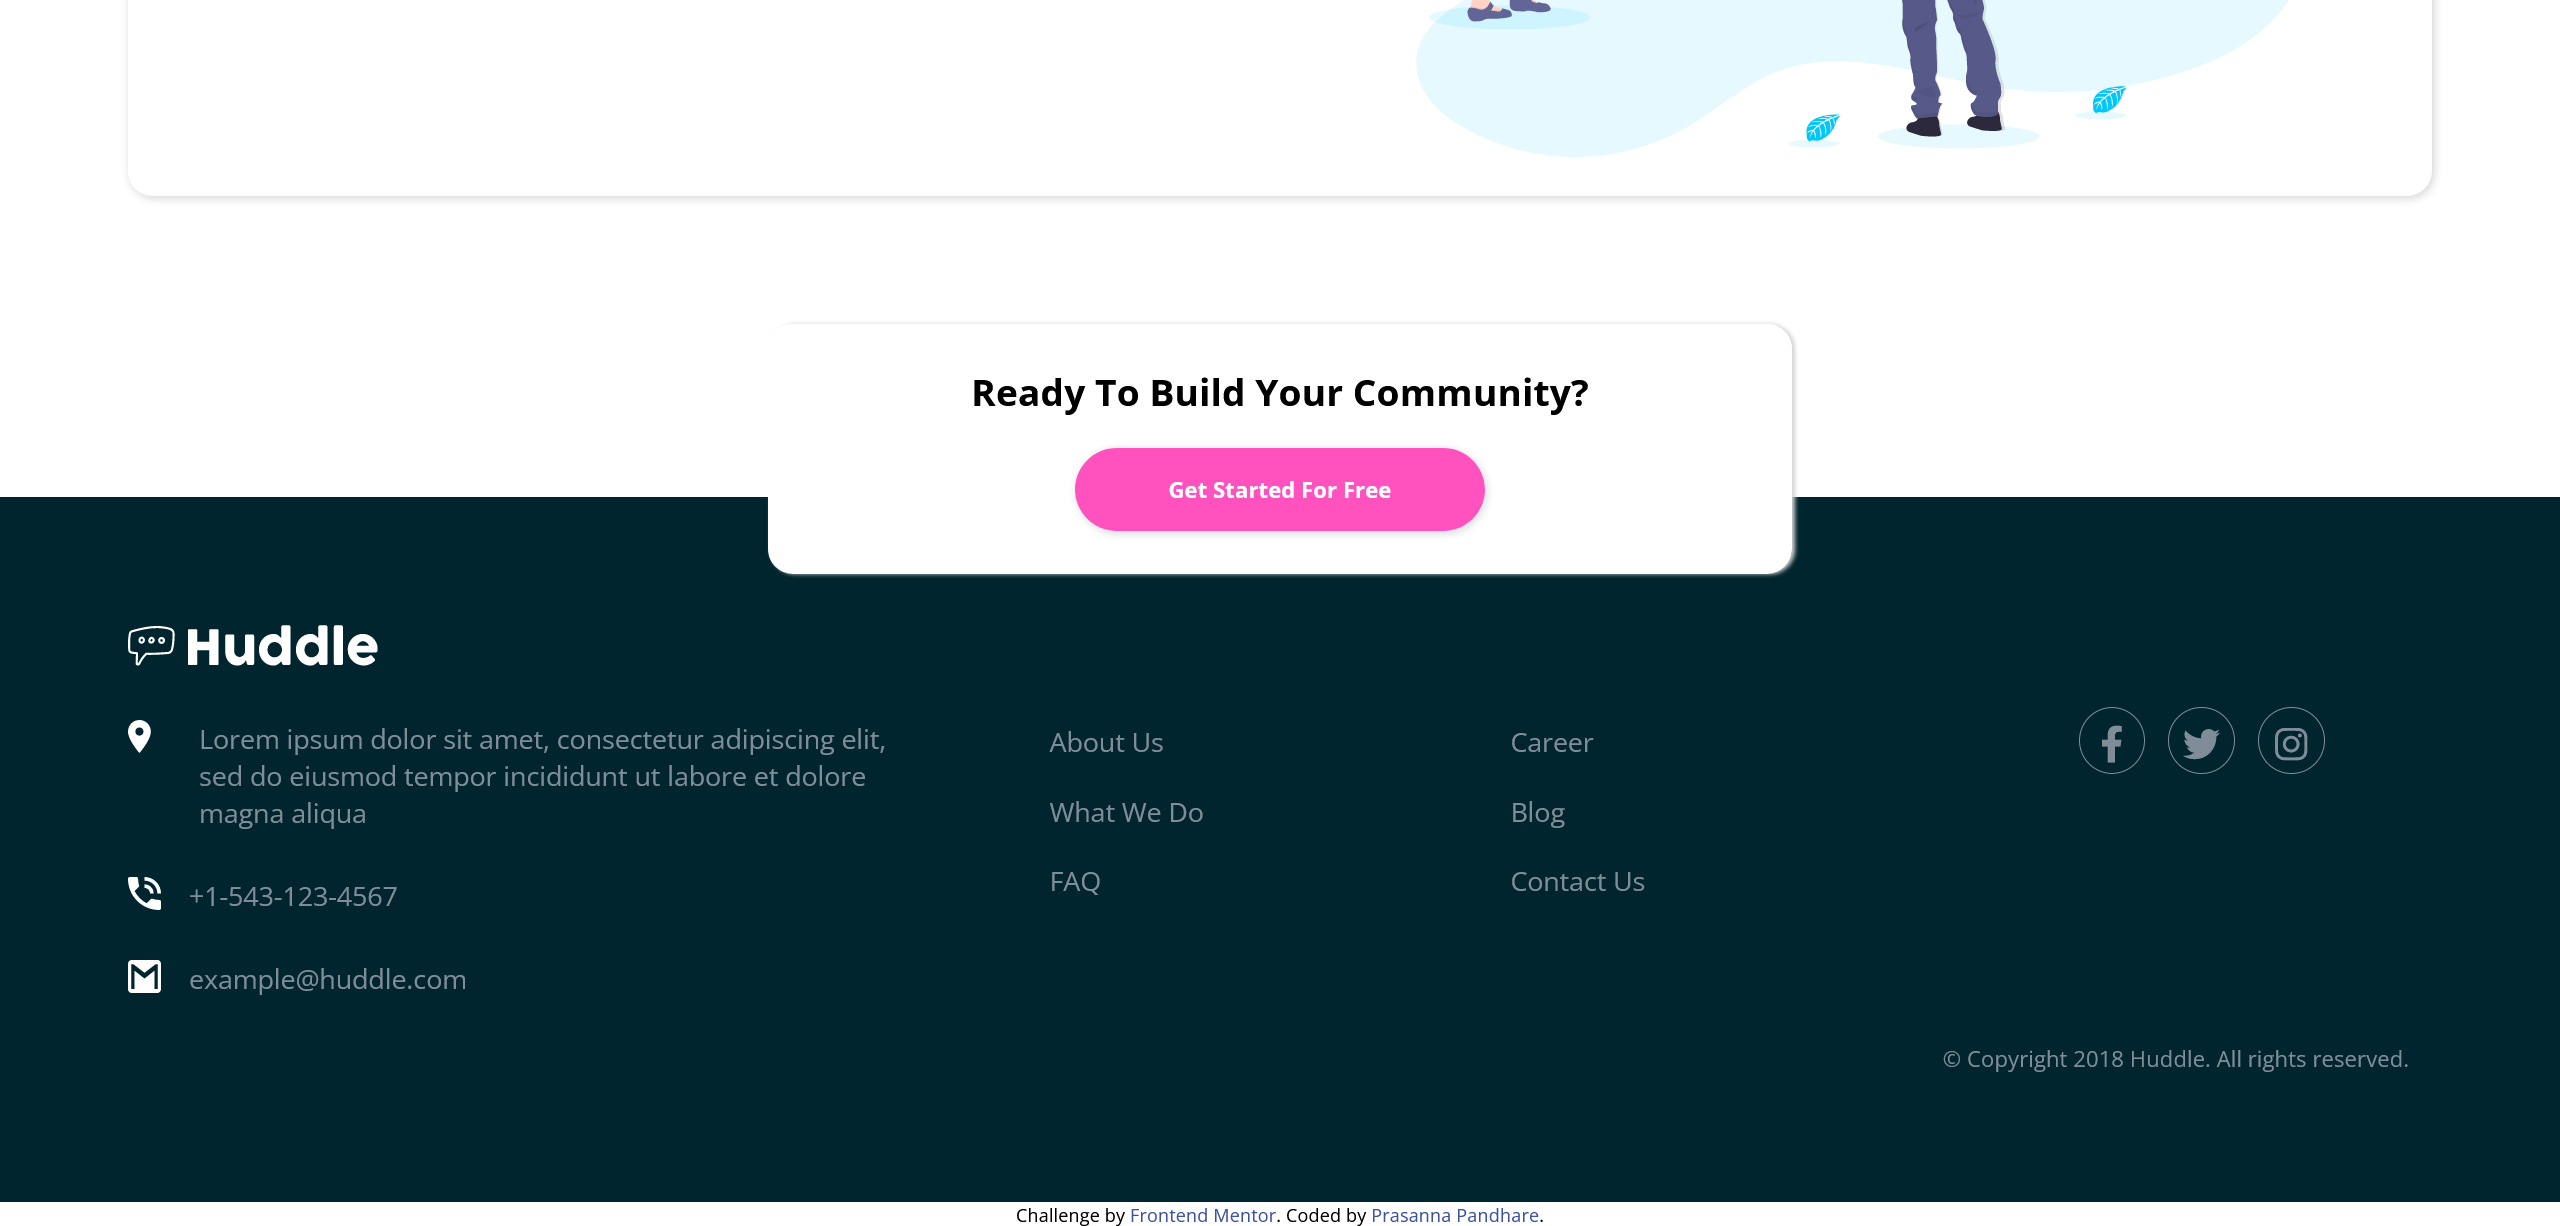 Ready To Build Your Community?
Get Started For Free
Huddle
Lorem ipsum dolor sit amet, consectetur adipiscing elit,
sed do eiusmod tempor incididunt ut labore et dolore
magna aliqua
+1-543-123-4567
example@huddle.com
About Us
What We Do
FAQ
Career
Blog
Contact Us
© Copyright 2018 Huddle. All rights reserved.
Challenge by Frontend Mentor. Coded by Prasanna Pandhare.